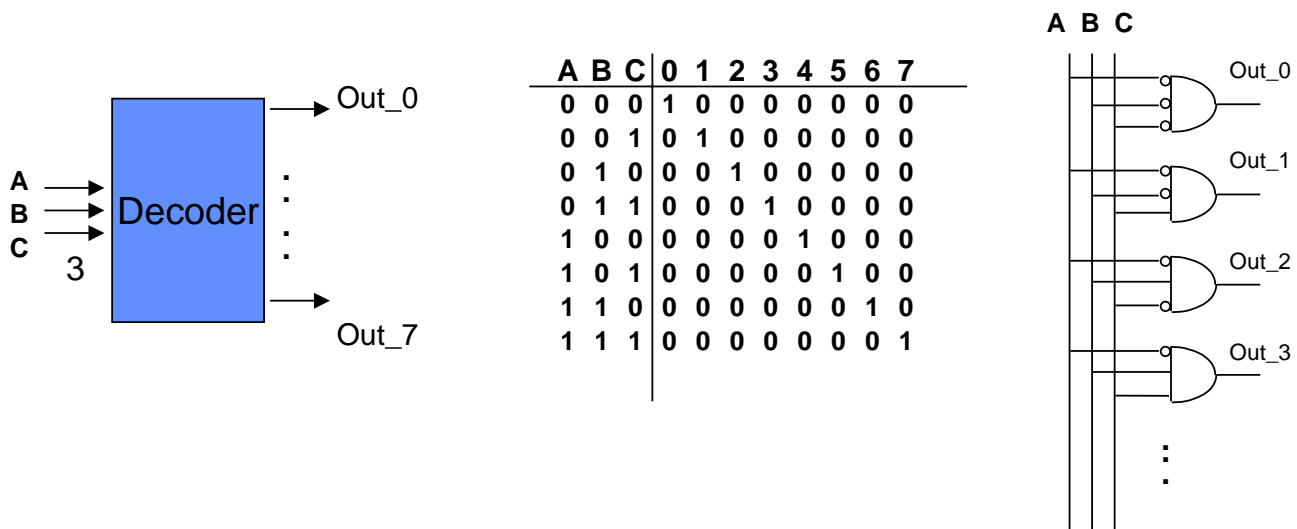 A
B
C
3
Decoder
Out_0
Out_7
A B C 0 1 2 3 4 5 6 7
0 0 0 1 0 0 0 0 0 0 0
0 0 1 0 1 0 0 0 0 0 0
0 1 0 0 0 1 0 0 0 0 0
0 1 1 0 0 0 1 0 0 0 0
1 0 0 0 0 0 0 1 0 0 0
1 0 1 0 0 0 0 0 1 0 0
1 1 0 0 0 0 0 0 0 1 0
1 1 1 0 0 0 0 0 0 0 1
A B C
Out_0
Out_1
Out_2
Out_3